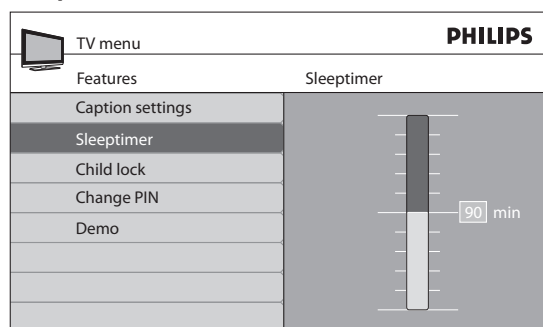 TV menu
PHILIPS
Features
Sleeptimer
Caption settings
Sleeptimer
Child lock
Change PIN
90 min
Demo